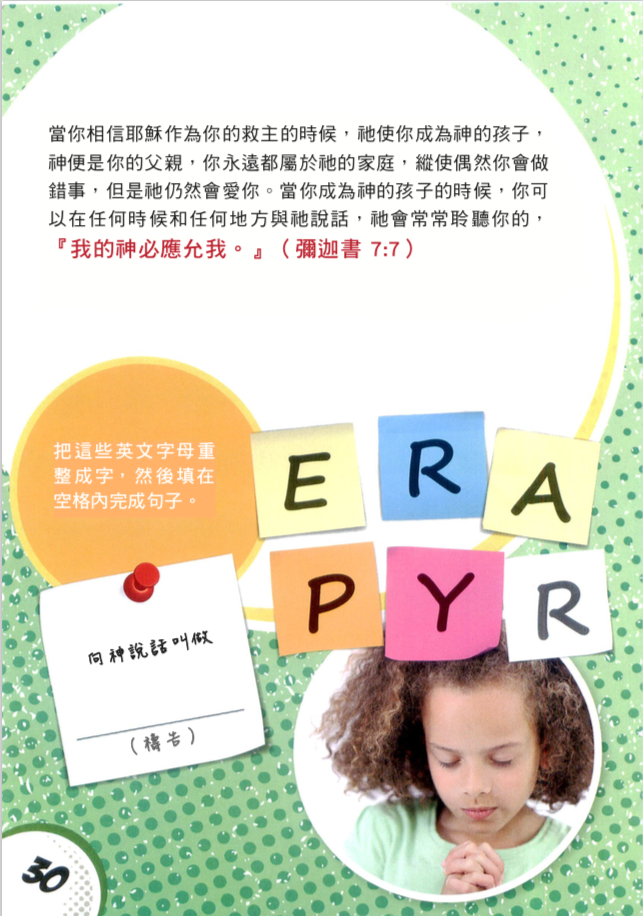 當你相信耶穌作為你的救主的時候，祂使你成為神的孩子，
神便是你的父親，你永遠都屬於祂的家庭，縱使偶然你會做
錯事，但是祂仍然會愛你。當你成為神的孩子的時候，你可
以在任何時候和任何地方與祂說話，祂會常常聆聽你的，
『我的神必應允我。』（彌迦書 7:7）
把這些英文字母重
整成字，然後填在
空格內完成句子。
E R A
P Y R
向神說話叫做
（禱告）
30